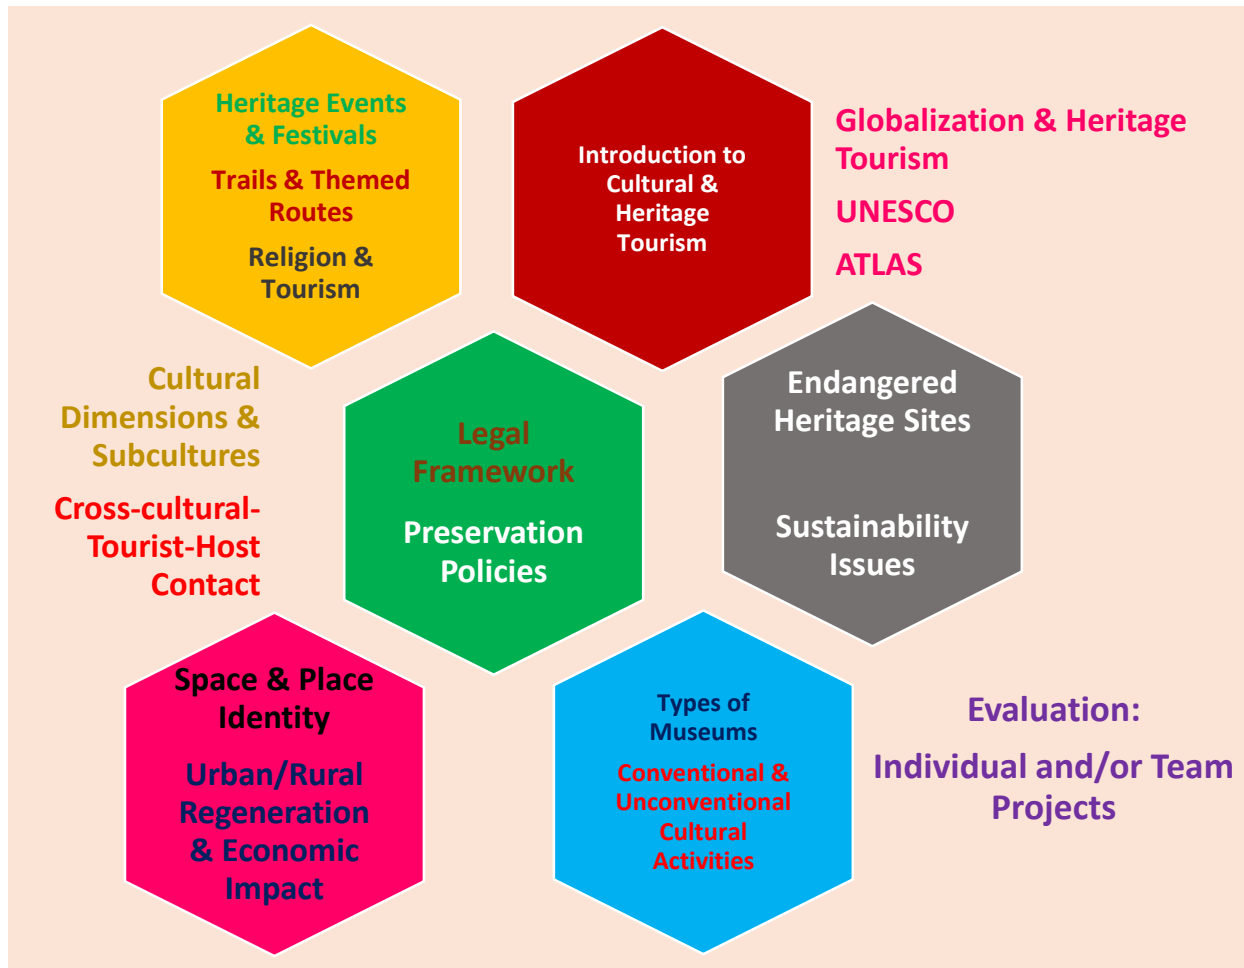 Heritage Events
& Festivals
Trails & Themed
Routes
Religion &
Tourism
Introduction to
Cultural &
Heritage
Tourism
Globalization & Heritage
Tourism
UNESCO
ATLAS
Cultural
Dimensions &
Subcultures
Cross-cultural-
Tourist-Host
Contact
Legal
Framework
Preservation
Policies
Endangered
Heritage Sites
Sustainability
Issues
Space & Place
Identity
Urban/Rural
Regeneration
& Economic
Impact
Types of
Museums
Conventional &
Unconventional
Cultural
Activities
Evaluation:
Individual and/or Team
Projects